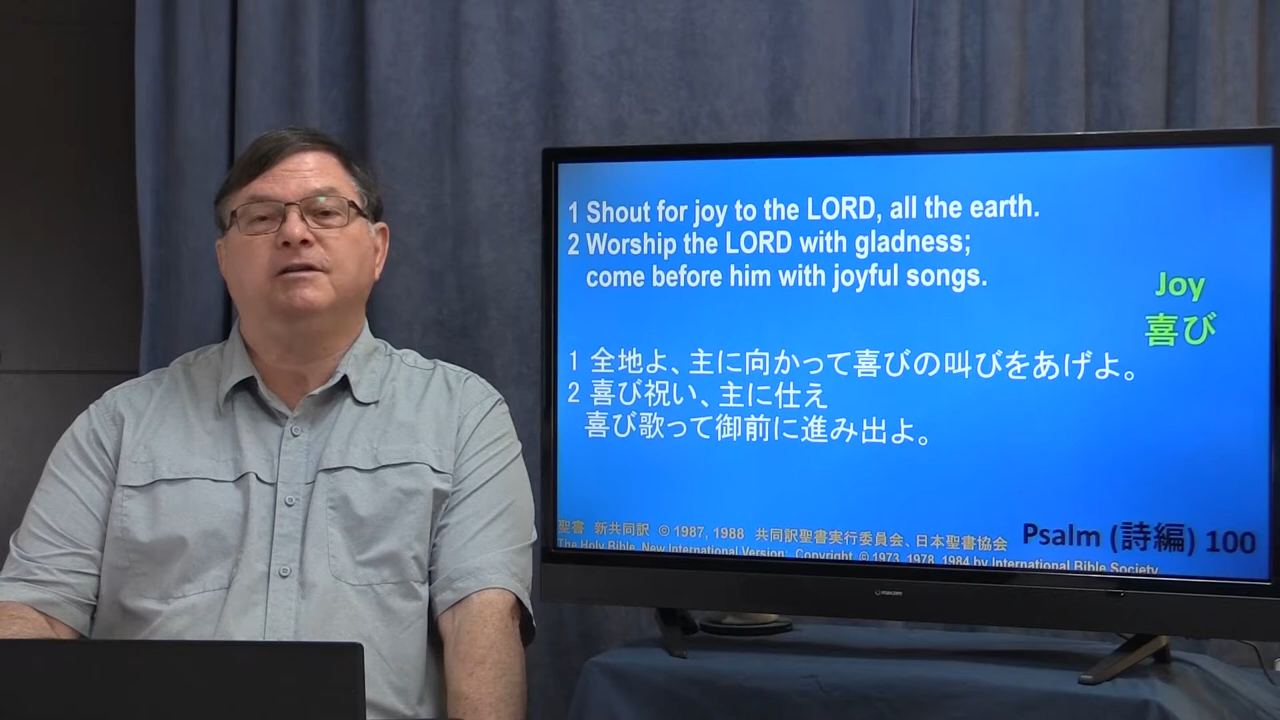 1 Shout for joy to the LORD, all the earth.
2 Worship the LORD with gladness;
come before him with joyful songs.
Joy
喜び
1 全地よ、主に向かって喜びの叫びをあげよ。
2 喜び祝い、主に仕え
喜び歌って御前に進み出よ。
聖書 新共同訳 © 1987, 1988 共同訳聖書実行委員会、日本聖書協会
The Holy Bible, New International Version, Copyright © 1973, 1978, 1984 by International Bible Society
Psalm (詩編) 100
maxzen